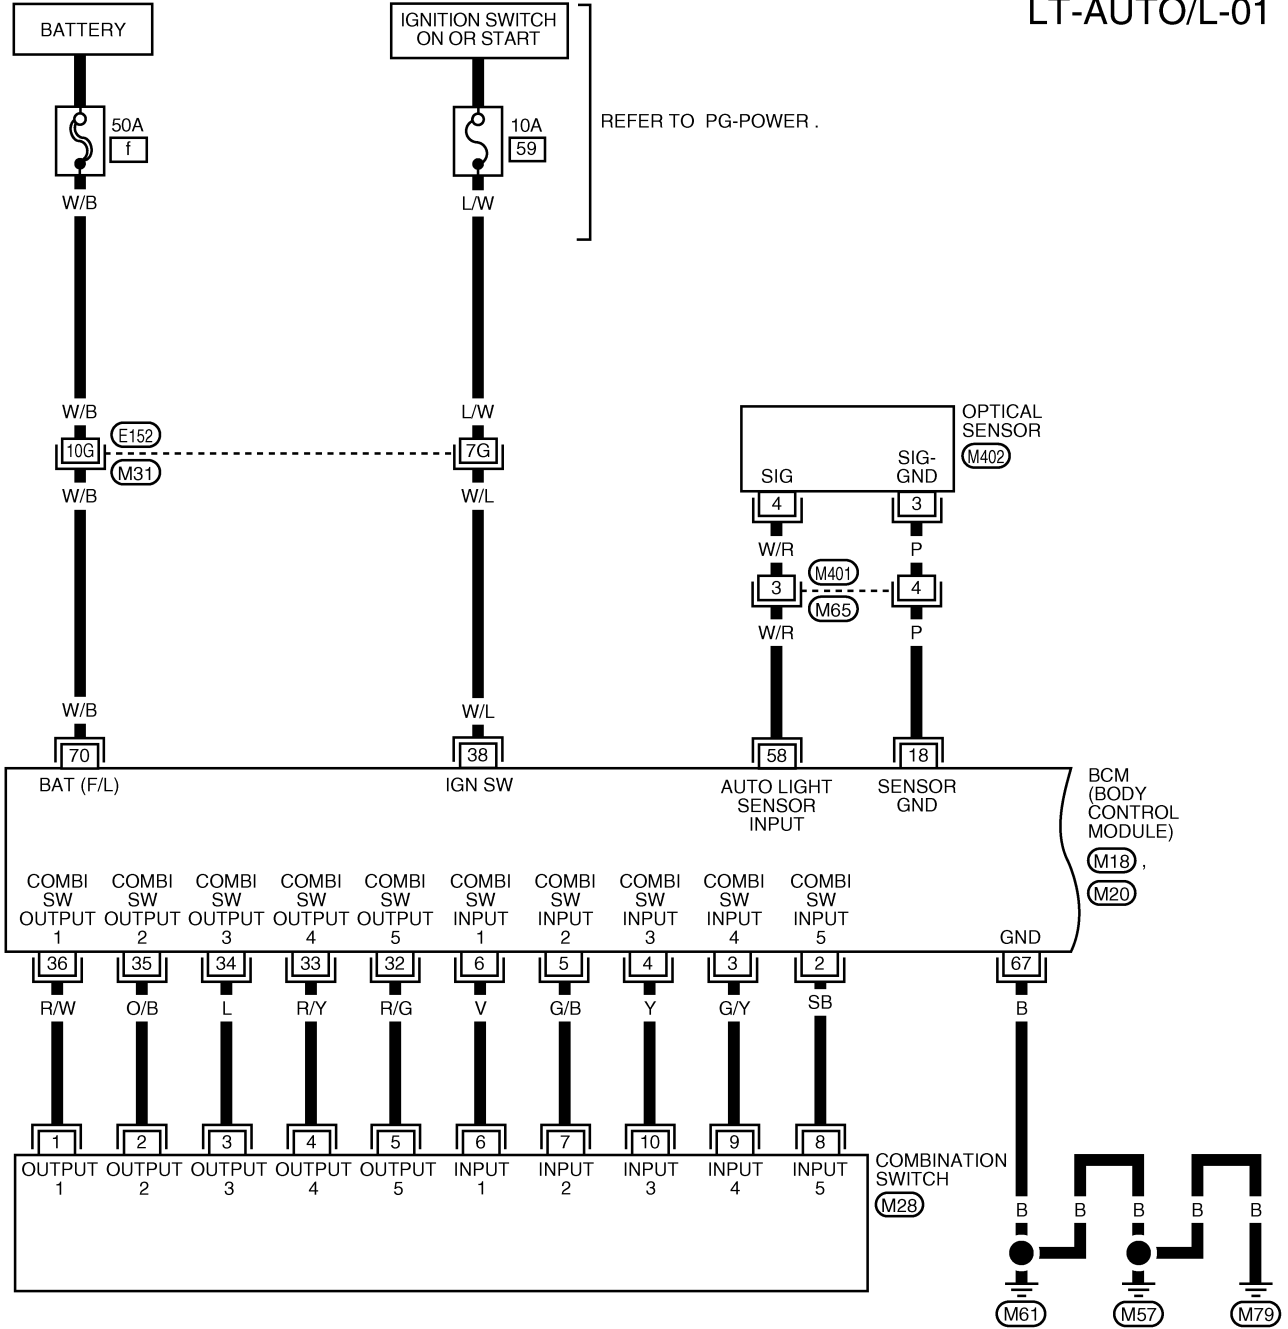 LT-AUTO/L-01
BATTERY
IGNITION SWITCH
ON OR START
50A
f
10A
59
REFER TO PG-POWER .
W/B
L/W
W/B
L/W
10G
E152
M31
7G
W/B
W/L
OPTICAL
SENSOR
M402
SIG
SIG-
GND
4
3
W/R
P
3
M401
M65
4
W/R
P
W/B
W/L
70
38
58
18
BAT (F/L)
IGN SW
AUTO LIGHT
SENSOR
INPUT
SENSOR
GND
BCM
(BODY
CONTROL
MODULE)
M18 ,
M20
COMBI
SW
OUTPUT
1
COMBI
SW
OUTPUT
2
COMBI
SW
OUTPUT
3
COMBI
SW
OUTPUT
4
COMBI
SW
OUTPUT
5
COMBI
SW
INPUT
1
COMBI
SW
INPUT
2
COMBI
SW
INPUT
3
COMBI
SW
INPUT
4
COMBI
SW
INPUT
5
GND
36
35
34
33
32
6
5
4
3
2
67
R/W
O/B
L
R/Y
R/G
V
G/B
Y
G/Y
SB
B
1
2
3
4
5
6
7
10
9
8
OUTPUT
1
OUTPUT
2
OUTPUT
3
OUTPUT
4
OUTPUT
5
INPUT
1
INPUT
2
INPUT
3
INPUT
4
INPUT
5
COMBINATION
SWITCH
M28
B
B
B
B
B
M61
M57
M79